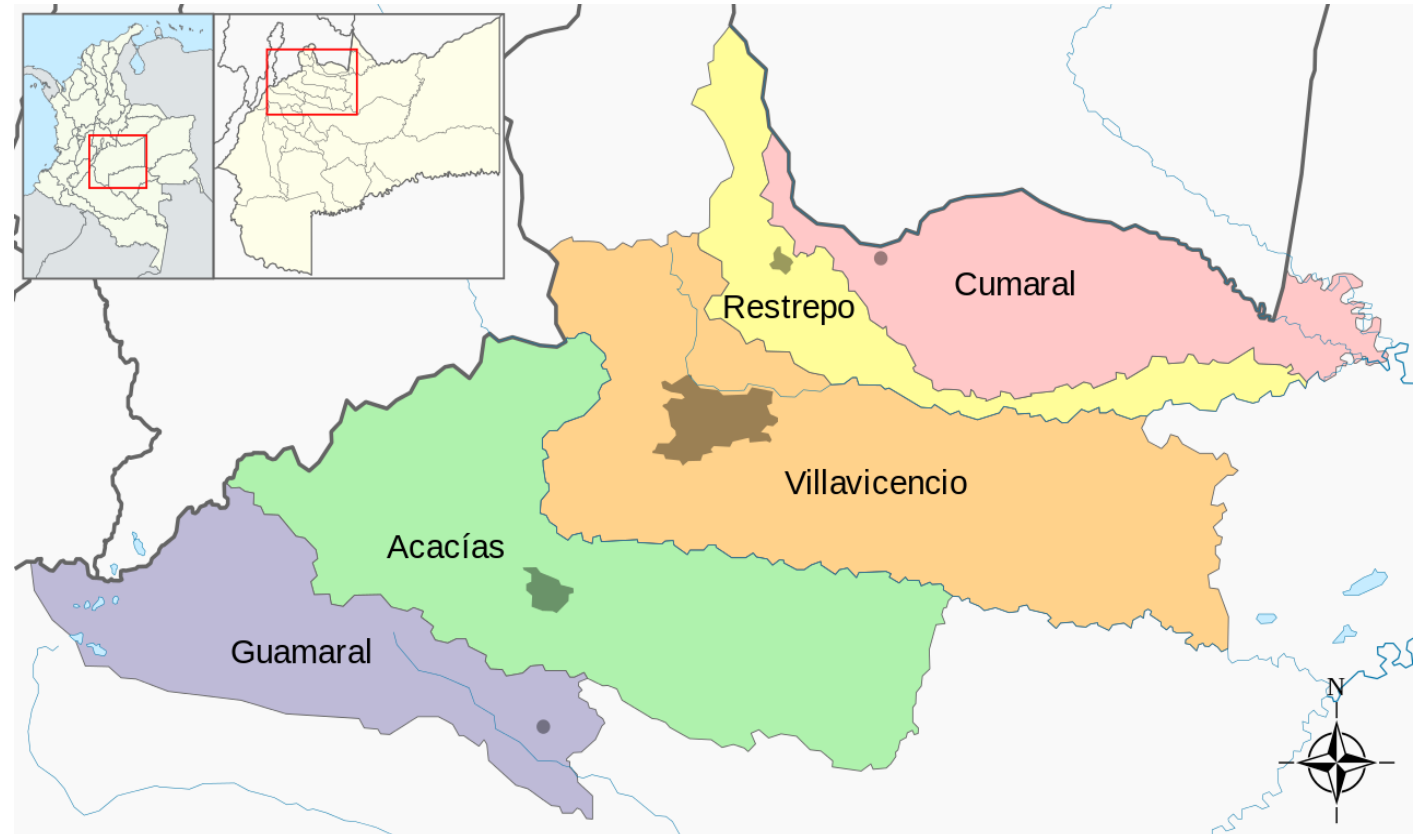 Cumaral
Restrepo
Villavicencio
Acacías
Guamaral
N